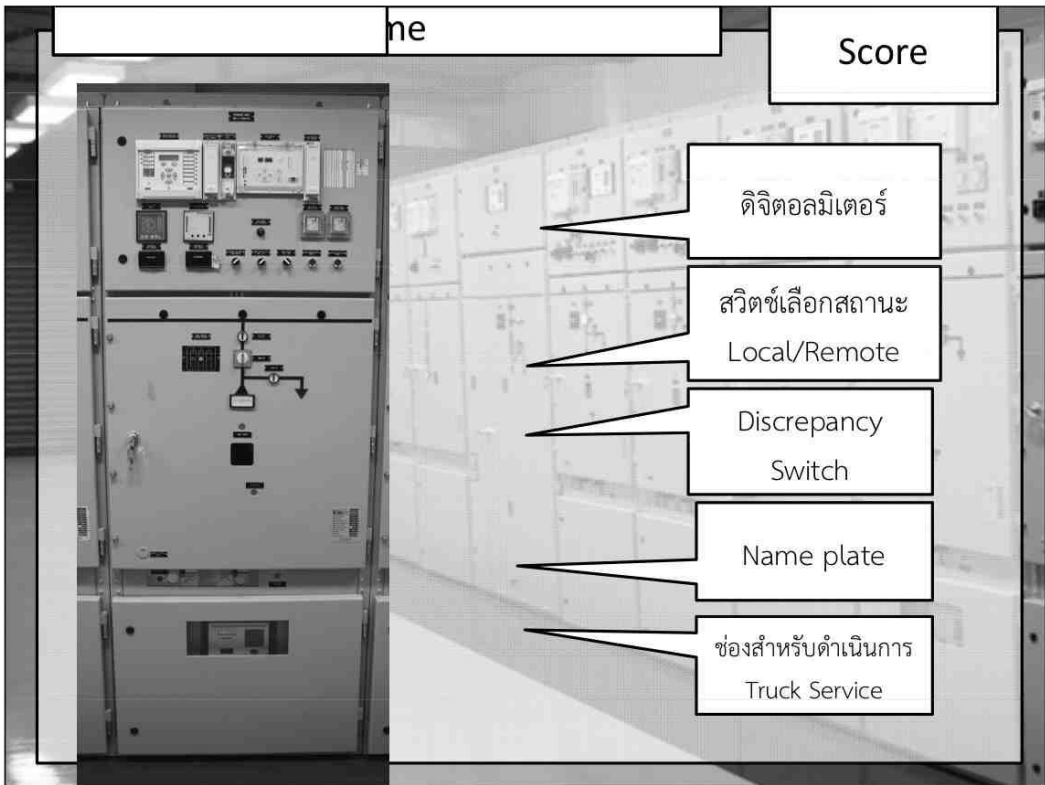 me
Score
ดิจิตอลมิเตอร์
สวิตช์เลือกสถานะ
Local/Remote
Discrepancy
Switch
Name plate
ช่องสำหรับดำเนินการ
Truck Service